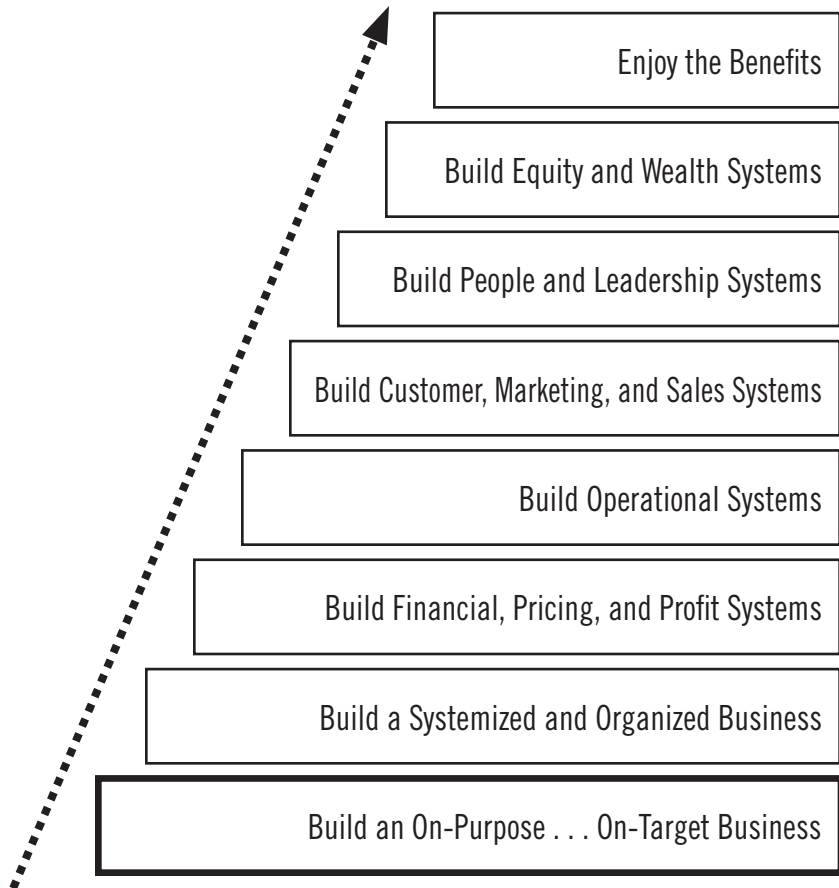 Enjoy the Benefits
Build Equity and Wealth Systems
Build People and Leadership Systems
Build Customer, Marketing, and Sales Systems
Build Operational Systems
Build Financial, Pricing, and Profit Systems
Build a Systemized and Organized Business
Build an On-Purpose . . . On-Target Business